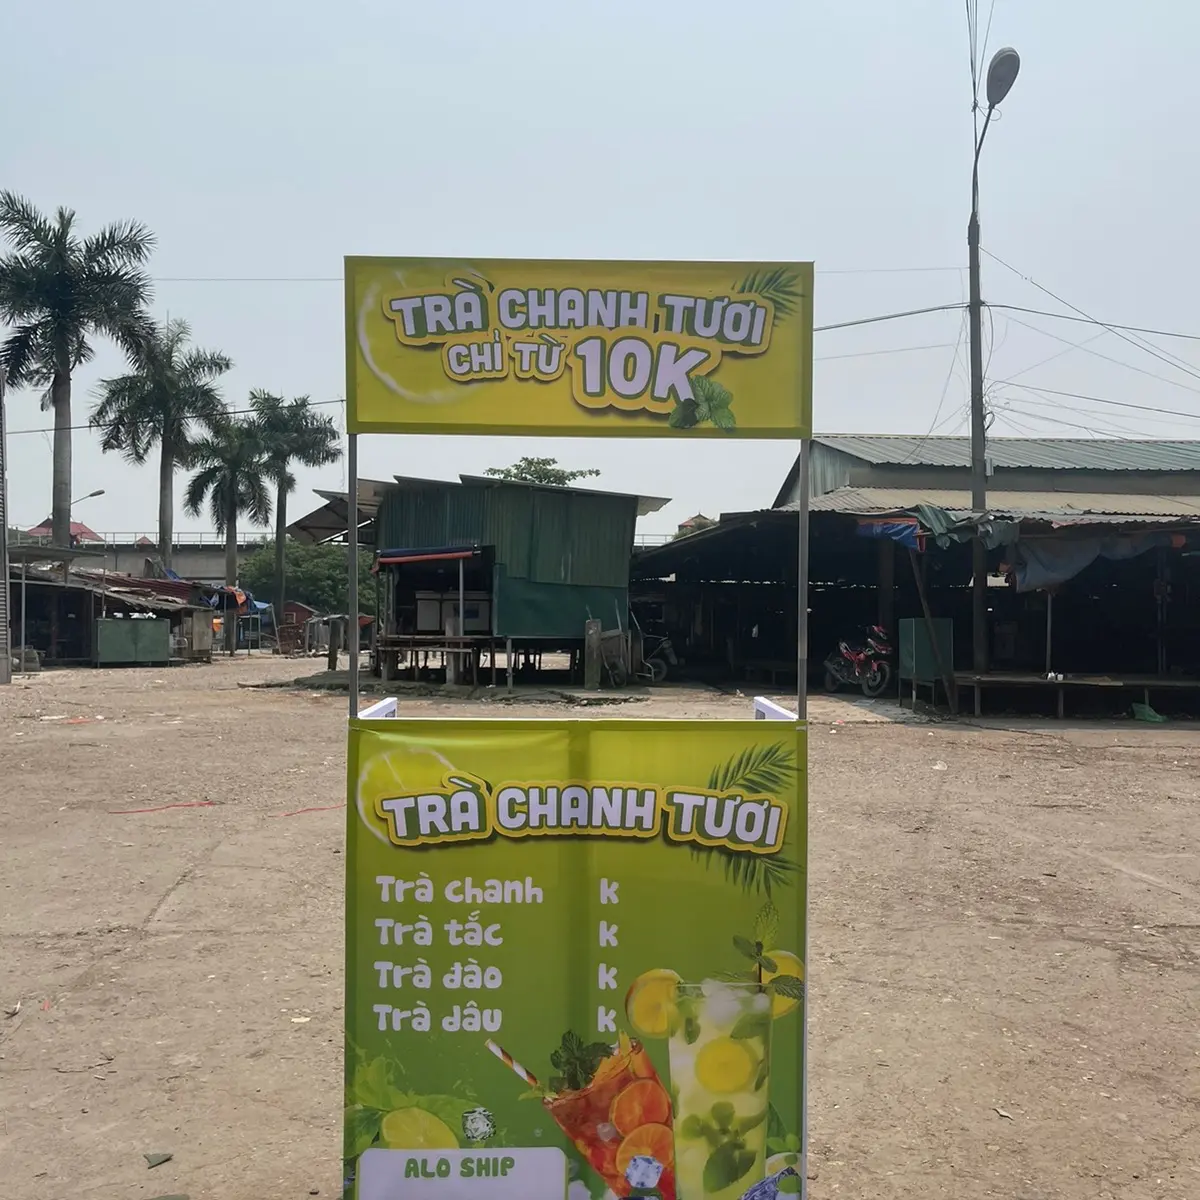 TRÀ CHANH TƯƠI
CHỈ TỪ 10K
TRÀ CHANH TƯƠI
Trà chanh K
Trà tắc K
Trà đào K
Trà dâu K
ALO SHIP